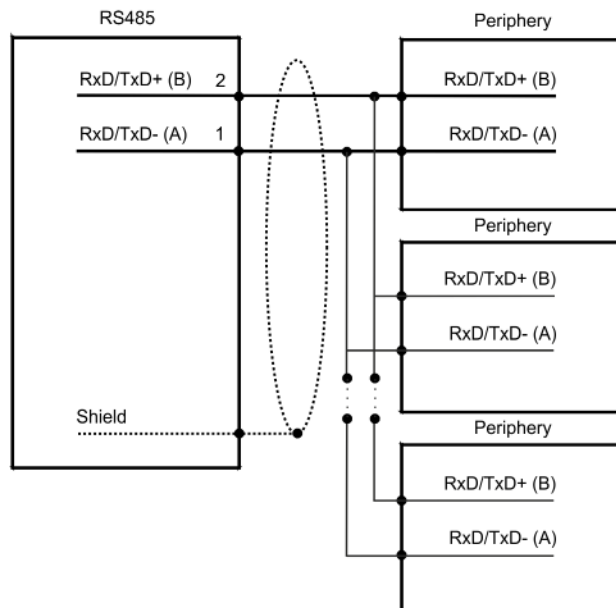 RS485
Periphery
RxD/TxD+ (B) 2
RxD/TxD- (A) 1
RxD/TxD+ (B)
RxD/TxD- (A)
Periphery
RxD/TxD+ (B)
RxD/TxD- (A)
Shield
Periphery
RxD/TxD+ (B)
RxD/TxD- (A)